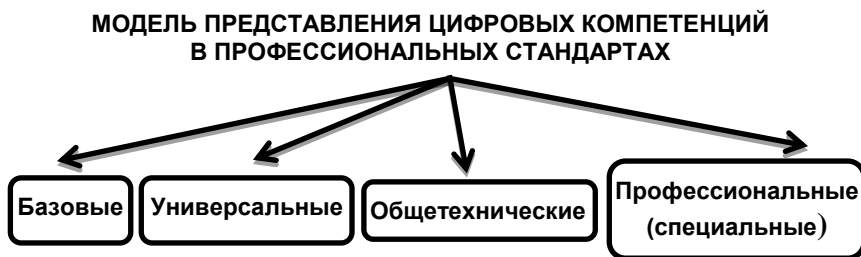 МОДЕЛЬ ПРЕДСТАВЛЕНИЯ ЦИФРОВЫХ КОМПЕТЕНЦИЙ
В ПРОФЕССИОНАЛЬНЫХ СТАНДАРТАХ
Базовые
Универсальные
Общетехнические
Профессиональные
(специальные)